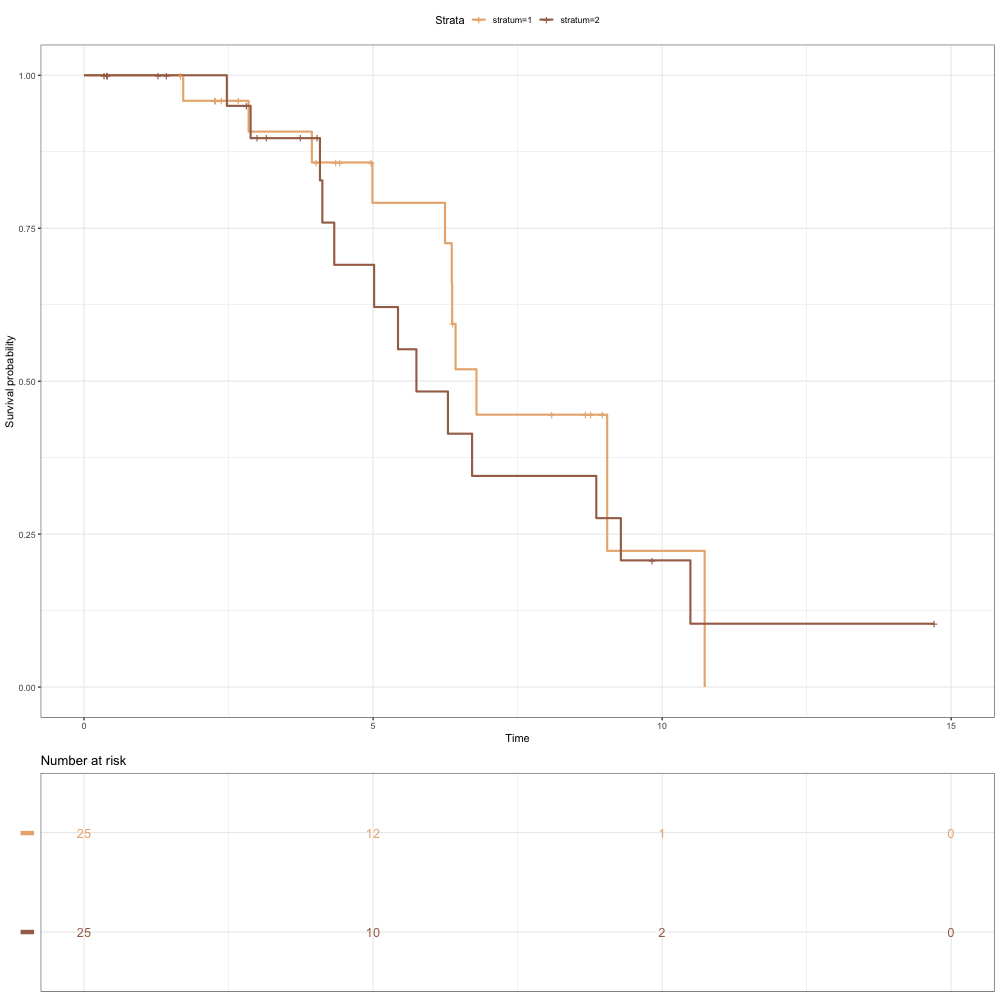 Strata stratum=1 stratum=2
1.00
0.75
0.50
0.25
0.00
Survival probability
0 5 10 15
Time
Number at risk
25 12 1 0
25 10 2 0